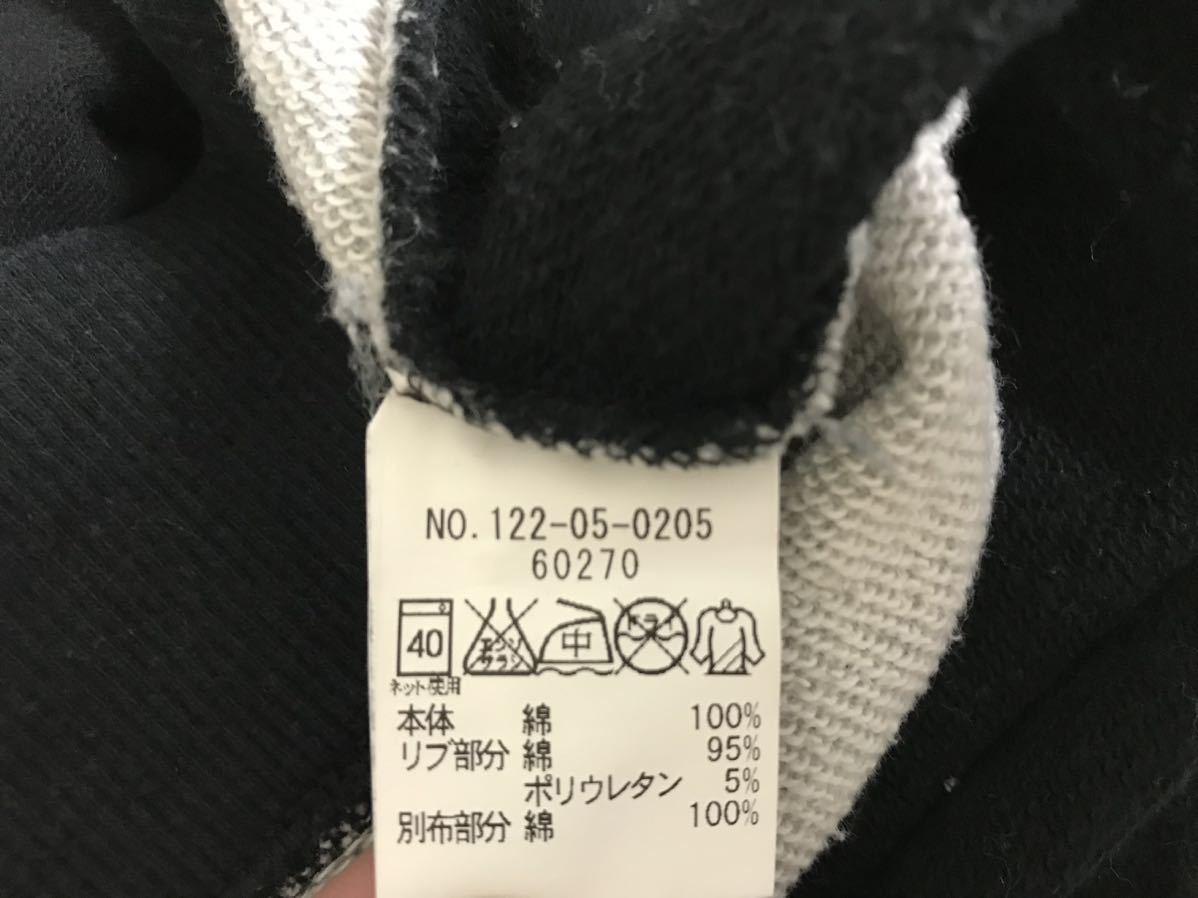 NO. 122-05-0205
60270
40 エンソサラシ 中 ドライ
ネット使用
本体 綿 100%
リブ部分 綿 95%
ポリウレタン 5%
別布部分 綿 100%